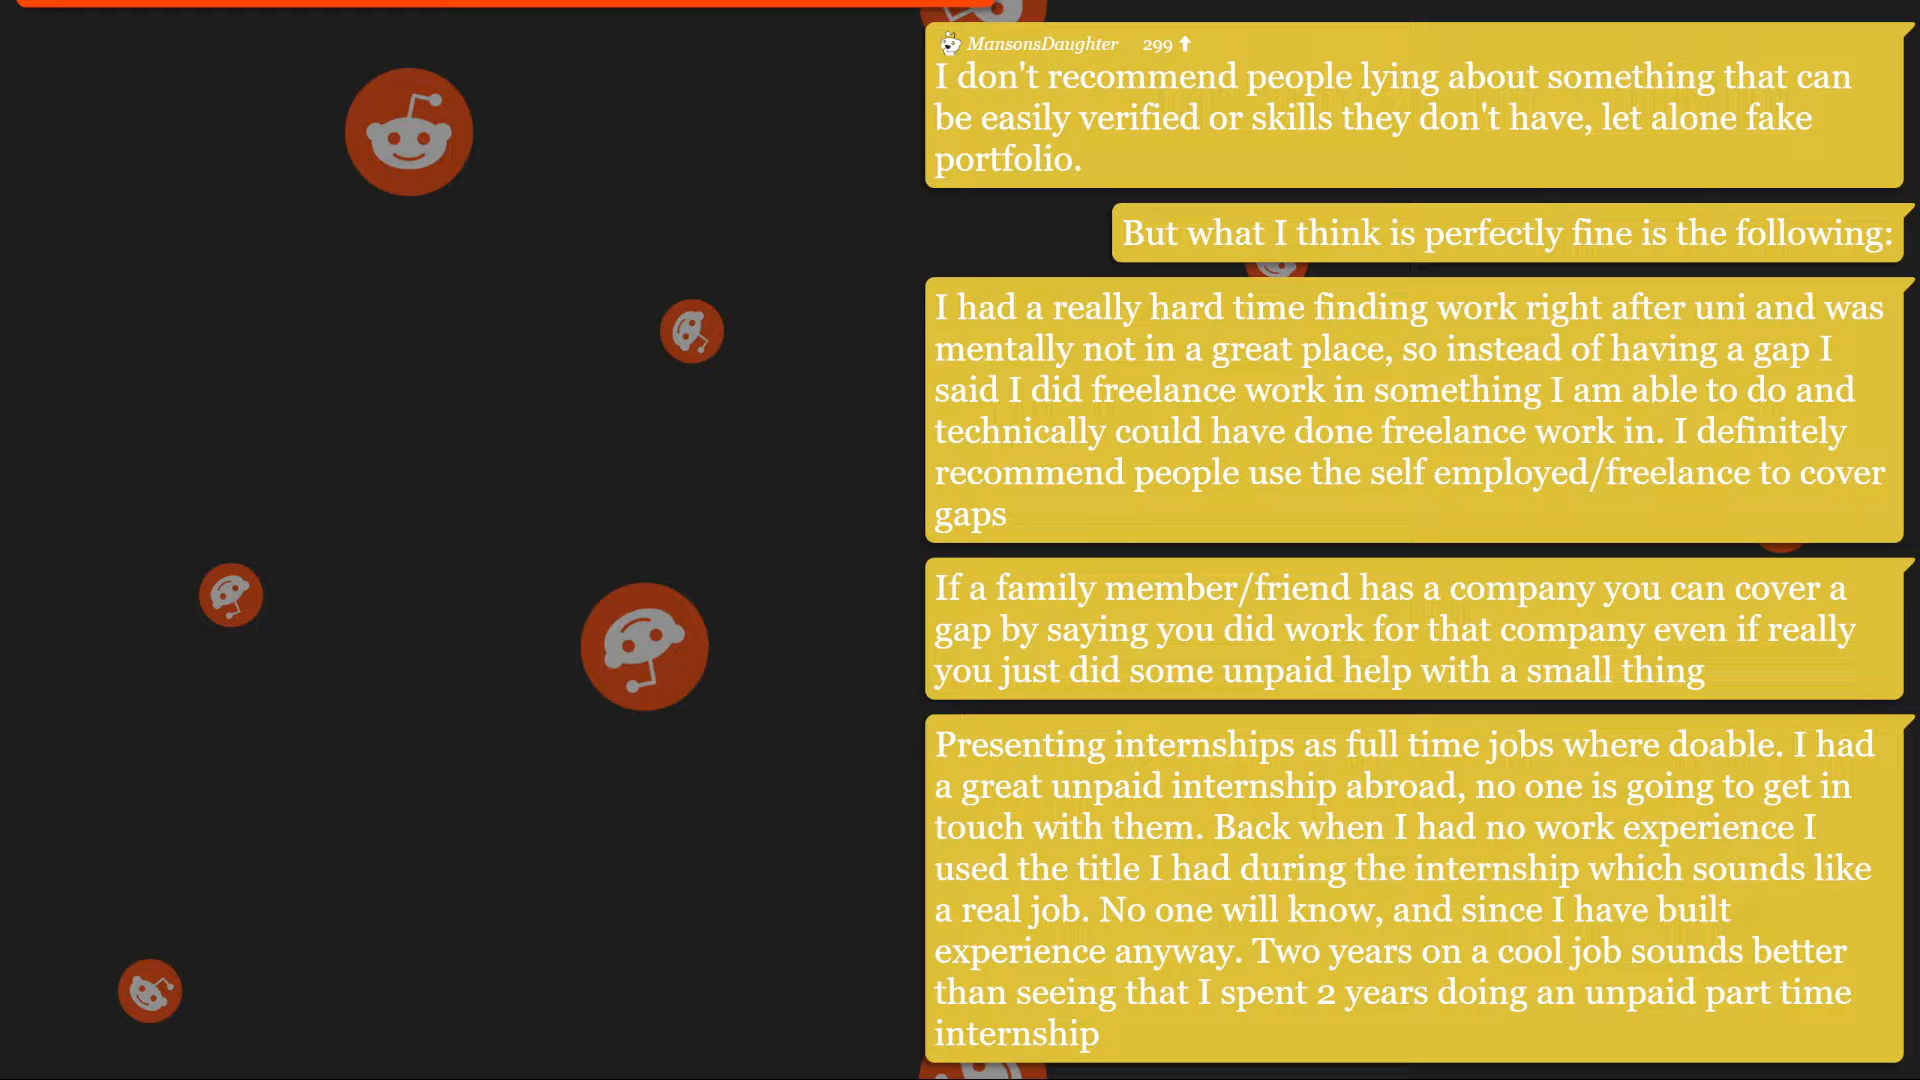 MansonsDaughter 299
I don't recommend people lying about something that can
be easily verified or skills they don't have, let alone fake
portfolio.
But what I think is perfectly fine is the following:
I had a really hard time finding work right after uni and was
mentally not in a great place, so instead of having a gap I
said I did freelance work in something I am able to do and
technically could have done freelance work in. I definitely
recommend people use the self employed/freelance to cover
gaps
If a family member/friend has a company you can cover a
gap by saying you did work for that company even if really
you just did some unpaid help with a small thing
Presenting internships as full time jobs where doable. I had
a great unpaid internship abroad, no one is going to get in
touch with them. Back when I had no work experience I
used the title I had during the internship which sounds like
a real job. No one will know, and since I have built
experience anyway. Two years on a cool job sounds better
than seeing that I spent 2 years doing an unpaid part time
internship